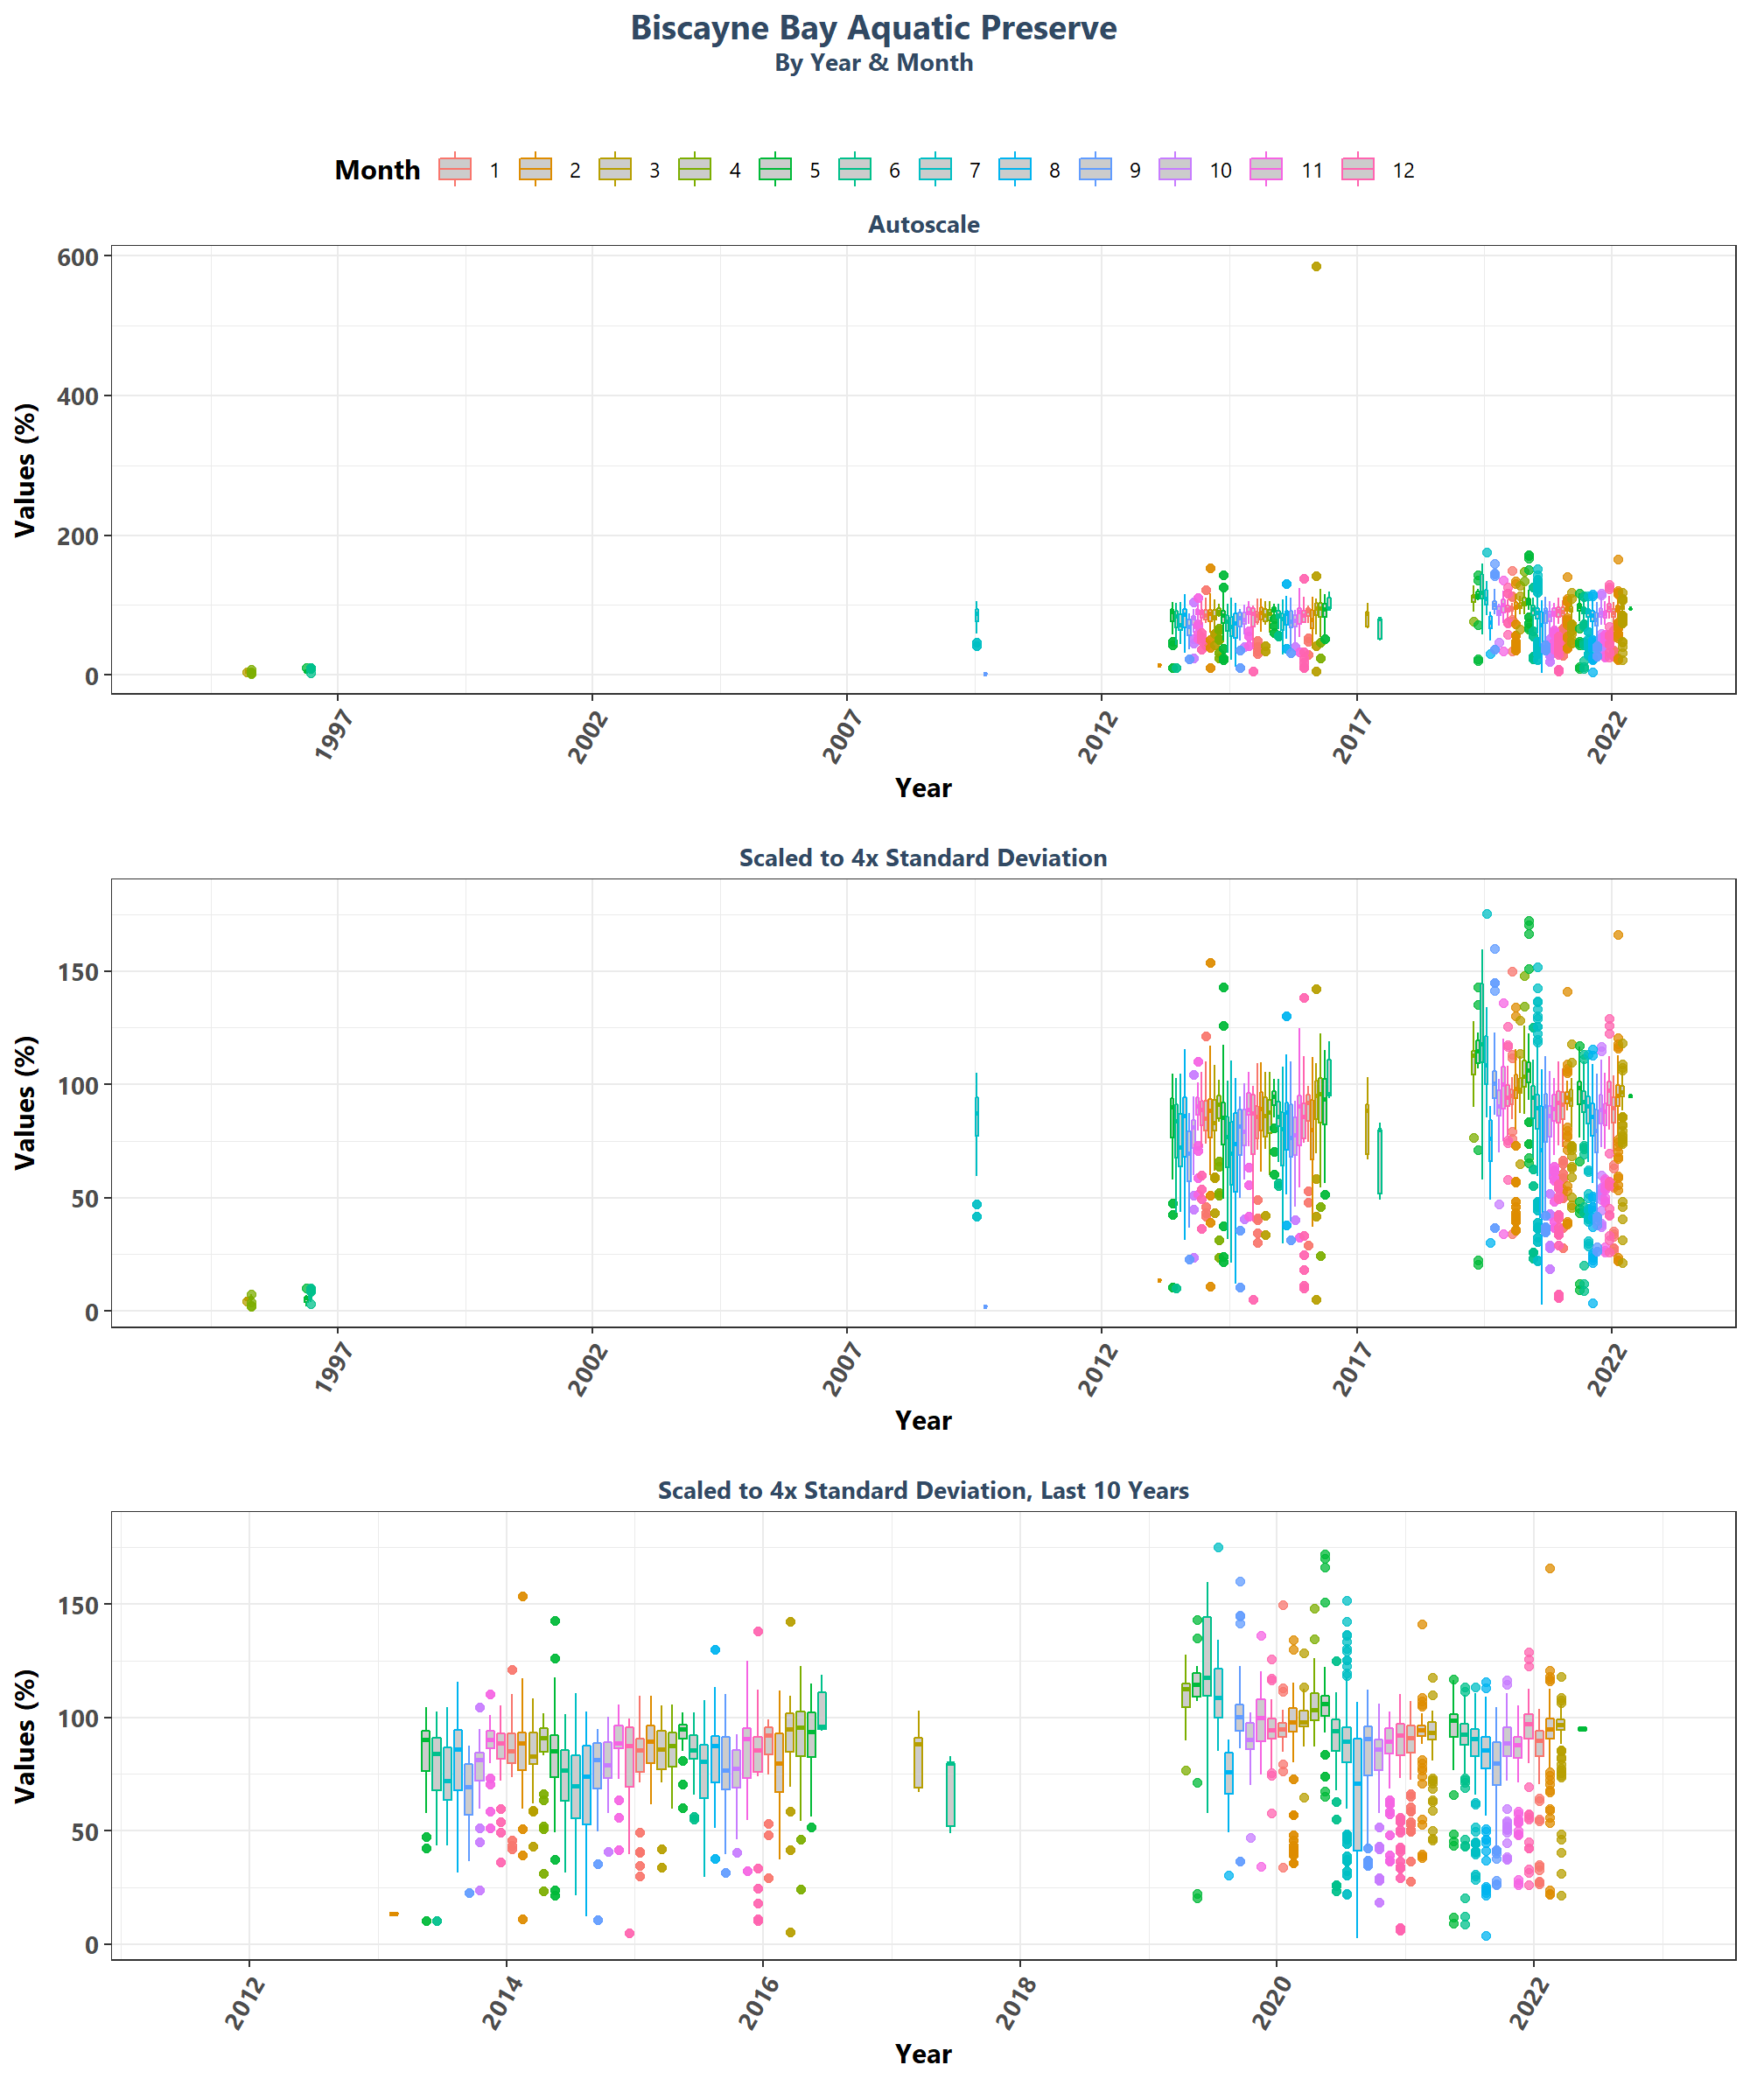 Biscayne Bay Aquatic Preserve
By Year & Month
Month 1 2 3 4 5 6 7 8 9 10 11 12
Autoscale
Values (%)
600
400
200
0
1997 2002 2007 2012 2017 2022
Year
Scaled to 4x Standard Deviation
Values (%)
150
100
50
0
1997 2002 2007 2012 2017 2022
Year
Scaled to 4x Standard Deviation, Last 10 Years
Values (%)
150
100
50
0
2012 2014 2016 2018 2020 2022
Year